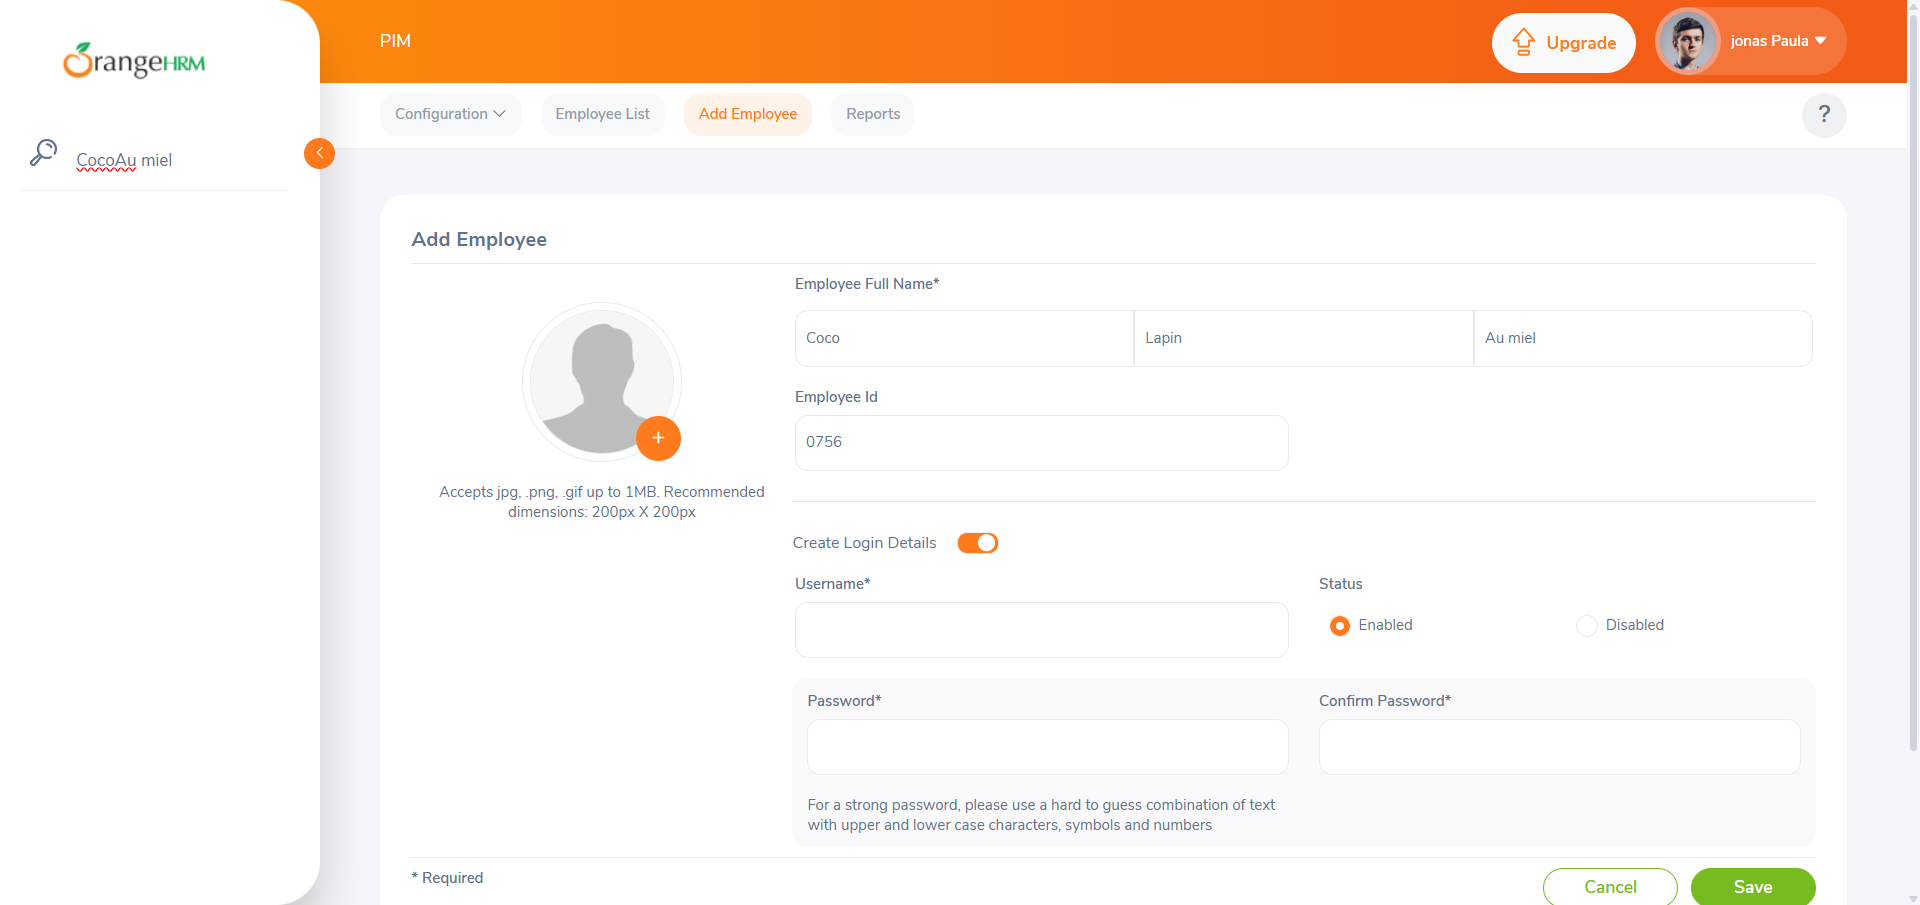 OrangeHRM
CocoAu miel
PIM
Upgrade
jonas Paula
Configuration
Employee List
Add Employee
Reports
?
Add Employee
Accepts jpg, .png, .gif up to 1MB. Recommended
dimensions: 200px X 200px
Employee Full Name*
Coco
Lapin
Au miel
Employee Id
0756
Create Login Details
Username*
Status
Enabled
Disabled
Password*
Confirm Password*
For a strong password, please use a hard to guess combination of text
with upper and lower case characters, symbols and numbers
* Required
Cancel
Save